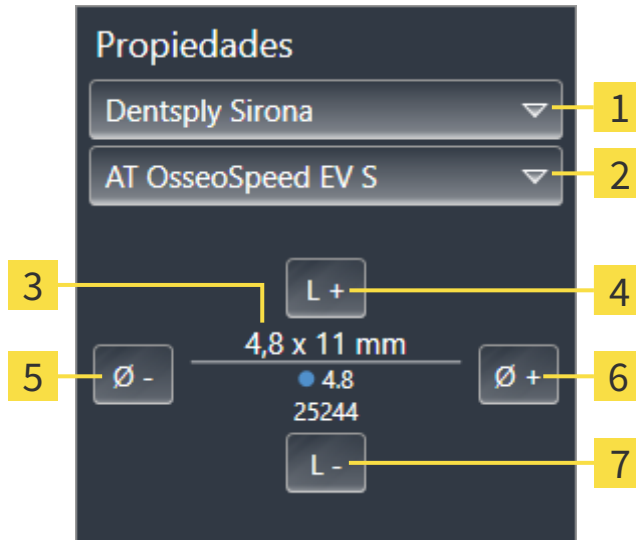 Propiedades
Dentsply Sirona
1
AT OsseoSpeed EV S
2
3
L +
4
4,8 x 11 mm
5
Ø -
4.8
Ø +
6
25244
L -
7